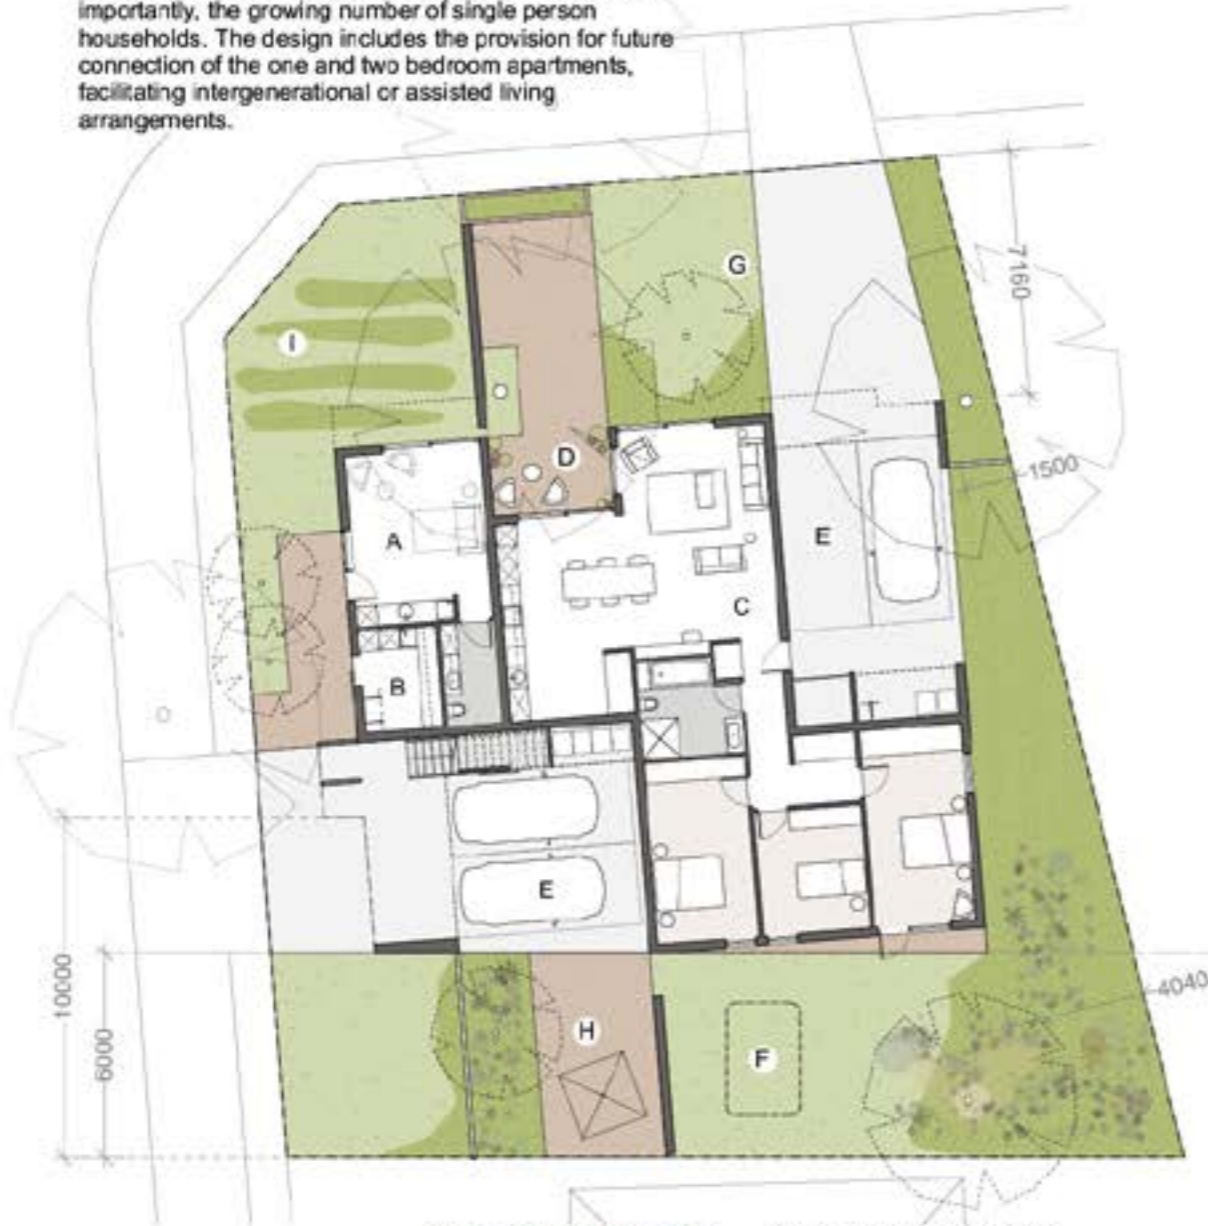 importantly, the growing number of single person
households. The design includes the provision for future
connection of the one and two bedroom apartments,
facilitating intergenerational or assisted living
arrangements.
G
7160
I
D
1500
A
E
C
B
E
10000
6000
4040
H
F